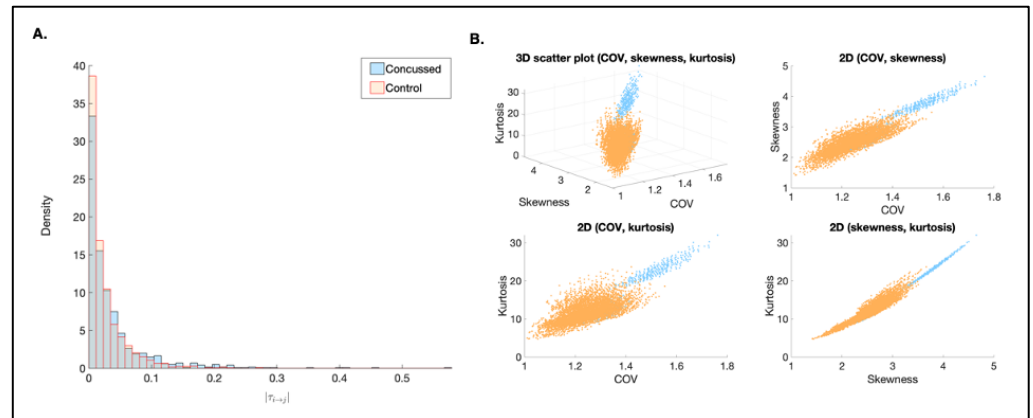 A.
Concussed
Control
40
35
30
25
20
15
10
5
0
Density
0
0.1
0.2
0.3
0.4
0.5
|τi→j|
B.
3D scatter plot (COV, skewness, kurtosis)
30
20
10
0
Kurtosis
4
3
2
Skewness
1
1.2
1.4
1.6
COV
2D (COV, skewness)
5
4
3
2
1
Skewness
1
1.2
1.4
1.6
1.8
COV
2D (COV, kurtosis)
30
20
10
0
Kurtosis
1
1.2
1.4
1.6
1.8
COV
2D (skewness, kurtosis)
30
20
10
0
Kurtosis
1
2
3
4
5
Skewness